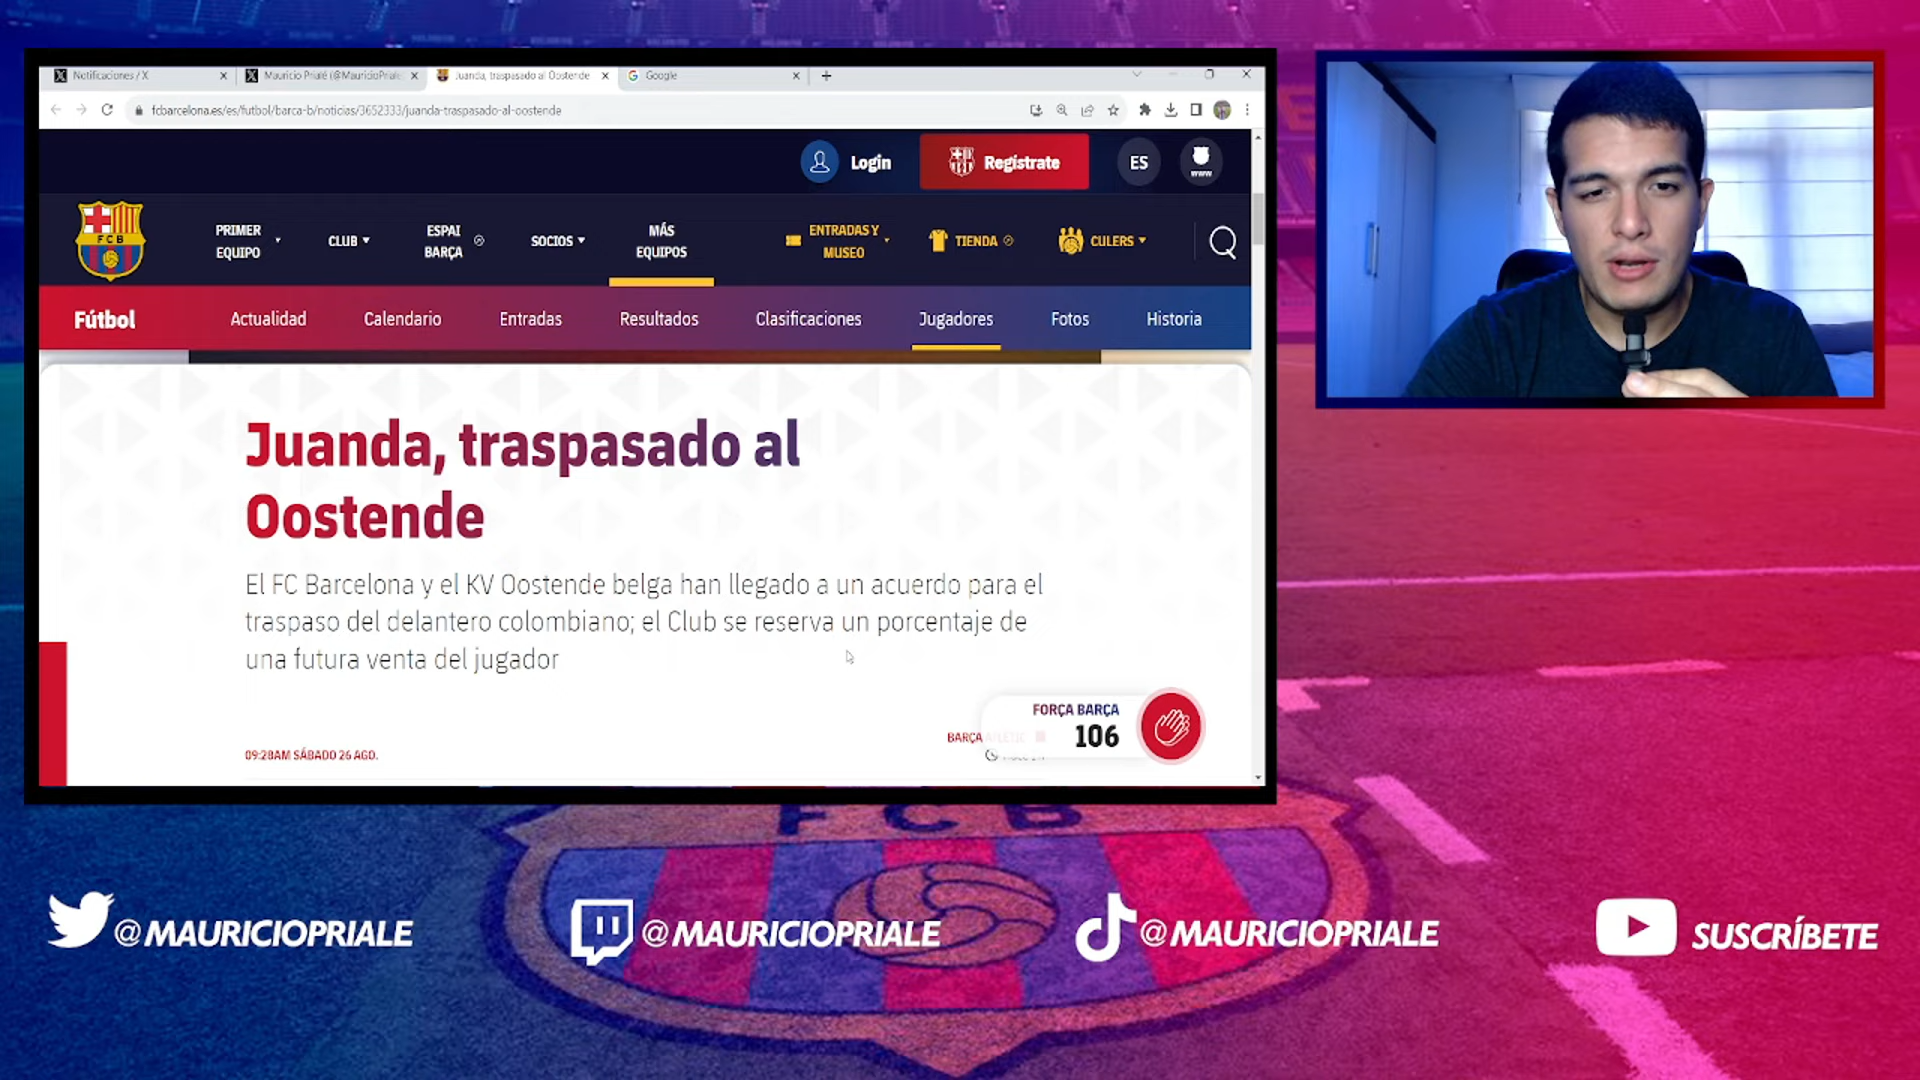 Notificaciones / X
Mauricio Prialé (@MauricioPriale
Juanda, traspasado al Oostende
Google
fcbarcelona.es/es/futbol/barca-b/noticias/3652333/juanda-traspasado-al-oostende
Login
Regístrate
ES
www
FCB
PRIMER
EQUIPO
CLUB
ESPAI
BARÇA
SOCIOS
MÁS
EQUIPOS
ENTRADAS Y
MUSEO
TIENDA
CULERS
Fútbol
Actualidad
Calendario
Entradas
Resultados
Clasificaciones
Jugadores
Fotos
Historia
Juanda, traspasado al
Oostende
El FC Barcelona y el KV Oostende belga han llegado a un acuerdo para el
traspaso del delantero colombiano; el Club se reserva un porcentaje de
una futura venta del jugador
FORÇA BARÇA
106
BARÇA ATLÈTIC
09:28AM SÁBADO 26 AGO.
FCB
@MAURICIOPRIALE
@MAURICIOPRIALE
@MAURICIOPRIALE
SUSCRÍBETE